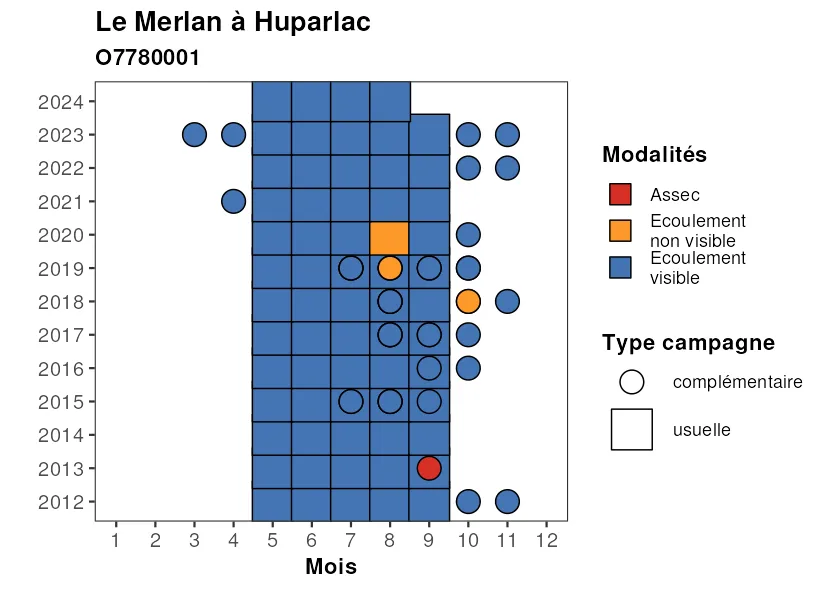 Le Merlan à Huparlac
O7780001
2024
2023
2022
2021
2020
2019
2018
2017
2016
2015
2014
2013
2012
1 2 3 4 5 6 7 8 9 10 11 12
Mois
Modalités
Assec
Ecoulement
non visible
Ecoulement
visible
Type campagne
complémentaire
usuelle